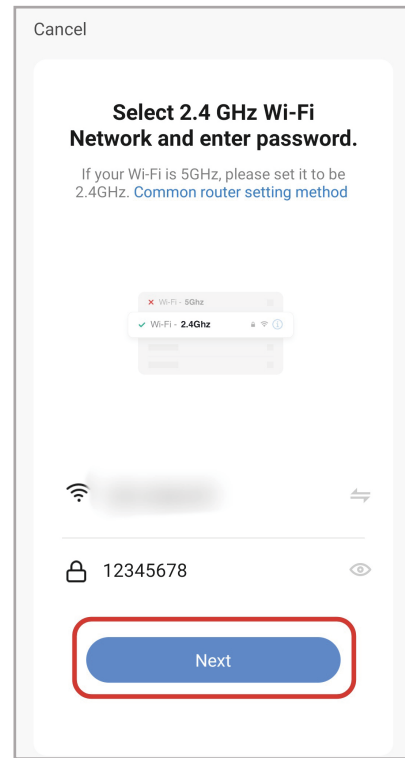 Cancel
Select 2.4 GHz Wi-Fi
Network and enter password.
If your Wi-Fi is 5GHz, please set it to be
2.4GHz. Common router setting method
Wi-Fi - 5Ghz
Wi-Fi - 2.4Ghz
12345678
Next